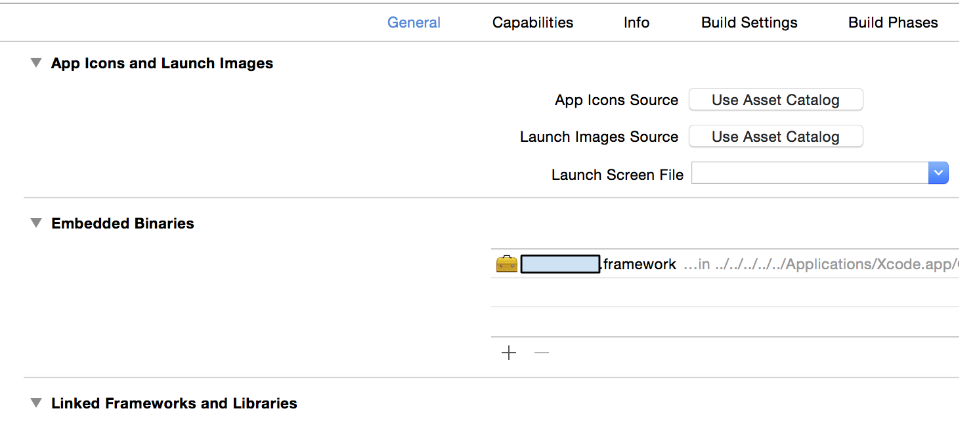 General Capabilities Info Build Settings Build Phases
App Icons and Launch Images
App Icons Source Use Asset Catalog
Launch Images Source Use Asset Catalog
Launch Screen File
Embedded Binaries
.framework ...in ../../../../../Applications/Xcode.app/
+ −
Linked Frameworks and Libraries